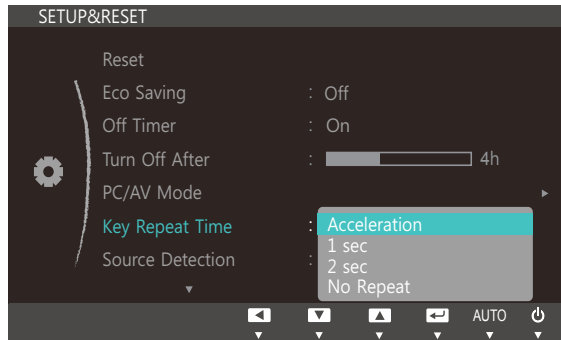 SETUP&RESET
Reset
Eco Saving : Off
Off Timer : On
Turn Off After : 4h
PC/AV Mode
Key Repeat Time : Acceleration
1 sec
Source Detection : 2 sec
No Repeat
AUTO